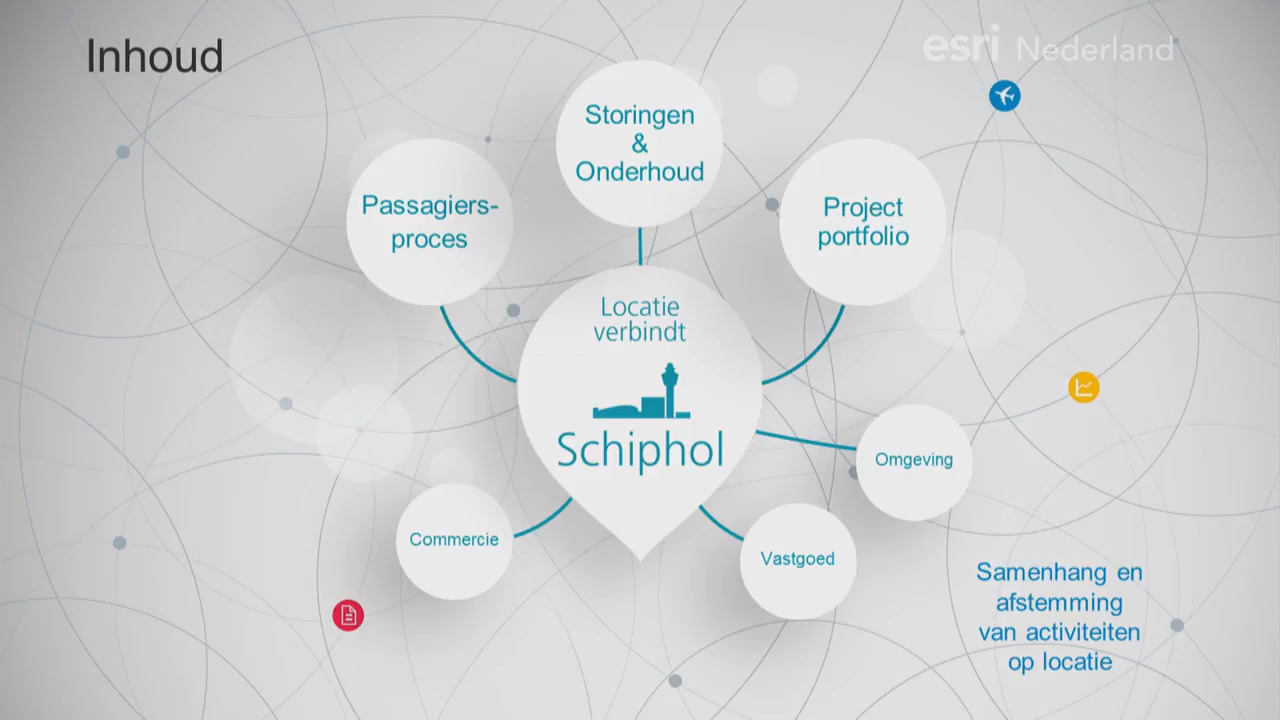 Inhoud
esri Nederland
Storingen
&
Onderhoud
Passagiers-
proces
Project
portfolio
Locatie
verbindt
Schiphol
Omgeving
Commercie
Vastgoed
Samenhang en
afstemming
van activiteiten
op locatie